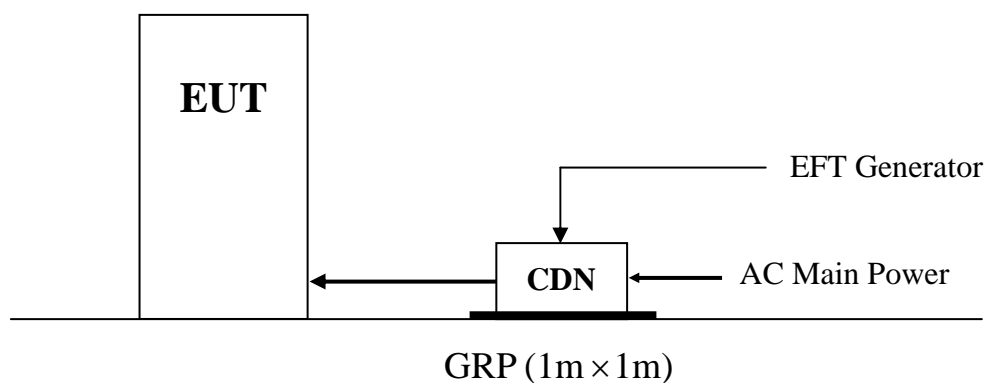 EUT
EFT Generator
CDN
AC Main Power
GRP (1m × 1m)